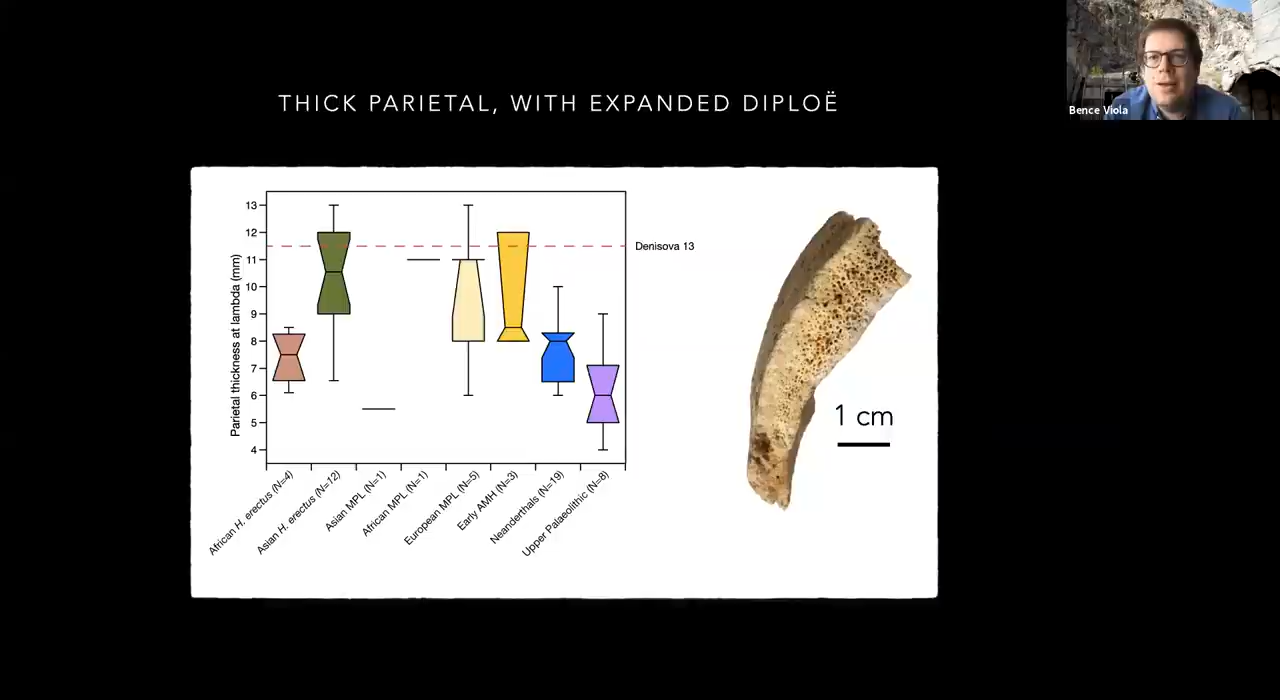 Bence Viola
THICK PARIETAL, WITH EXPANDED DIPLOË
Parietal thickness at lambda (mm)
13
12
11
10
9
8
7
6
5
4
Denisova 13
African H. erectus (N=4)
Asian H. erectus (N=12)
Asian MPL (N=1)
African MPL (N=1)
European MPL (N=5)
Early AMH (N=3)
Neanderthals (N=19)
Upper Palaeolithic (N=8)
1 cm